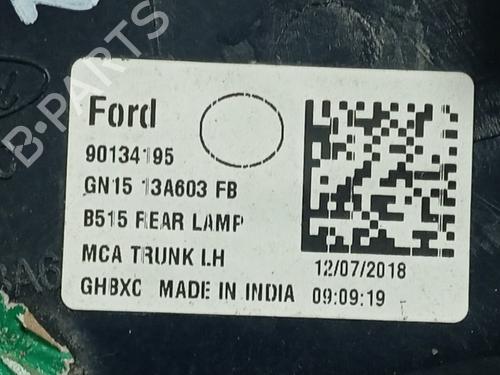 B-PARTS
Ford
90134195
GN15 13A603 FB
B515 REAR LAMP
MCA TRUNK LH
12/07/2018
GHBXC MADE IN INDIA 09:09:19